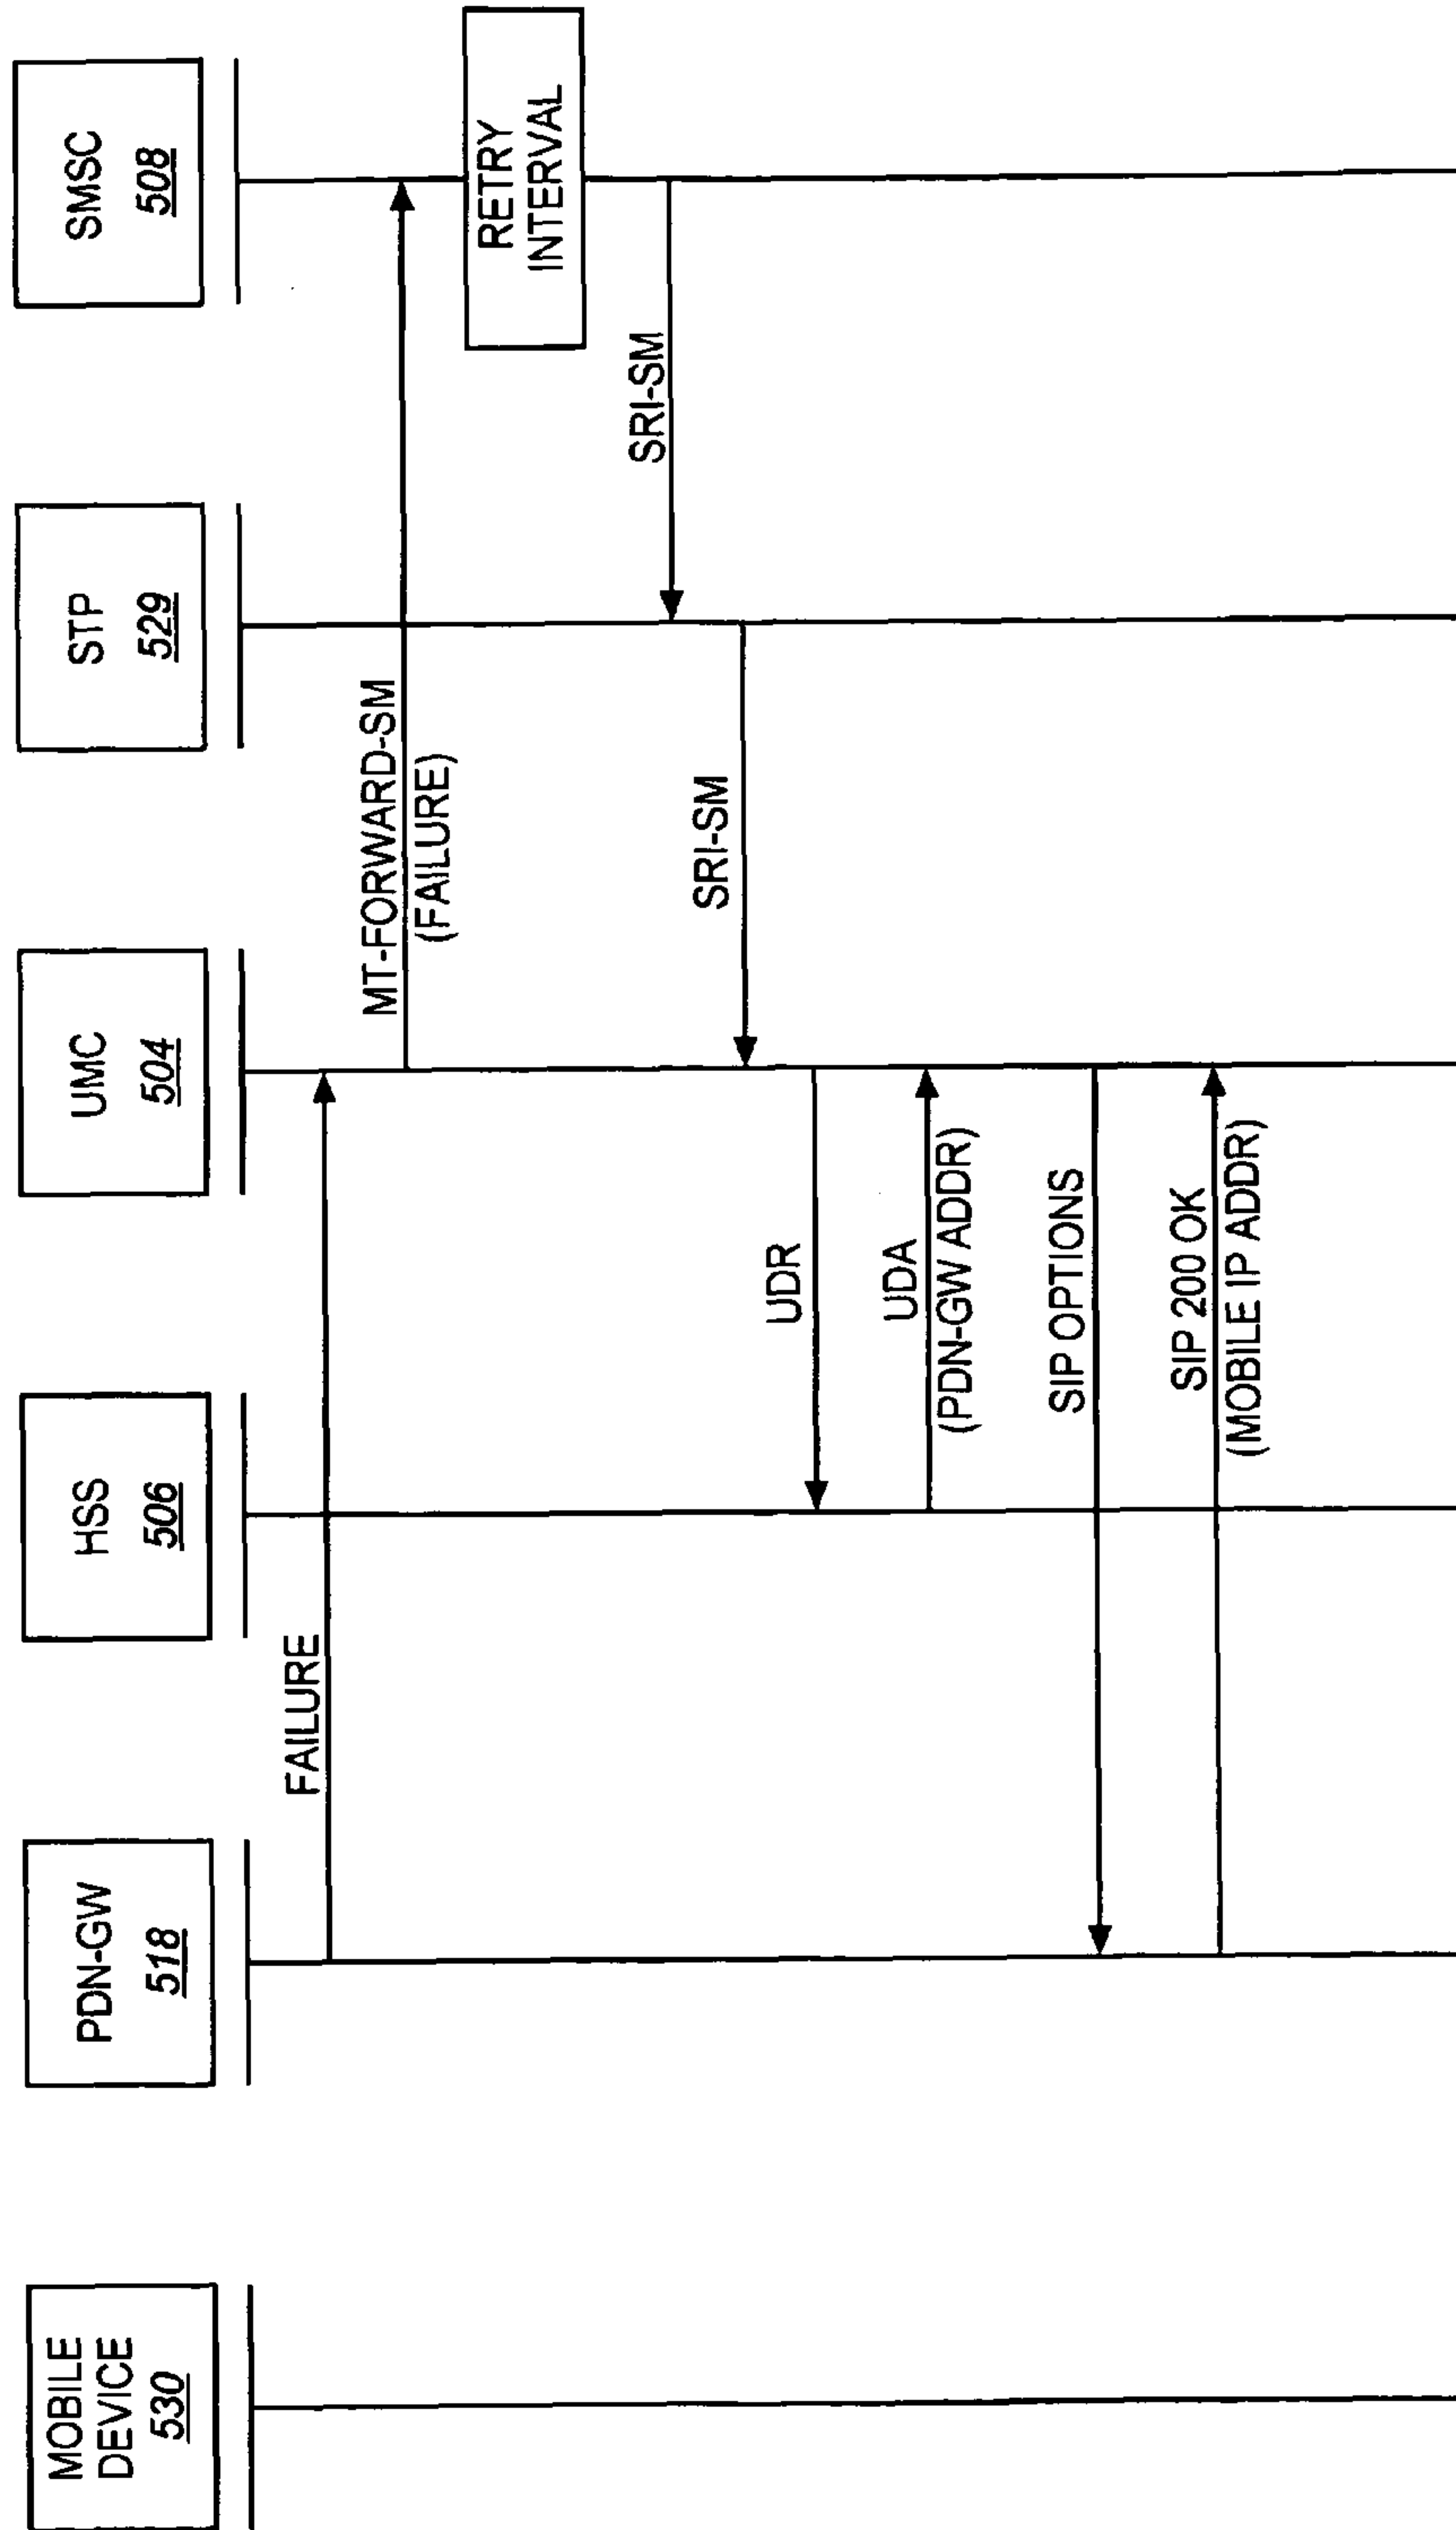 MOBILE
DEVICE
530
PDN-GW
518
HSS
506
UMC
504
STP
529
SMSC
508
FAILURE
MT-FORWARD-SM
(FAILURE)
RETRY
INTERVAL
SRI-SM
SRI-SM
UDR
UDA
(PDN-GW ADDR)
SIP OPTIONS
SIP 200 OK
(MOBILE IP ADDR)